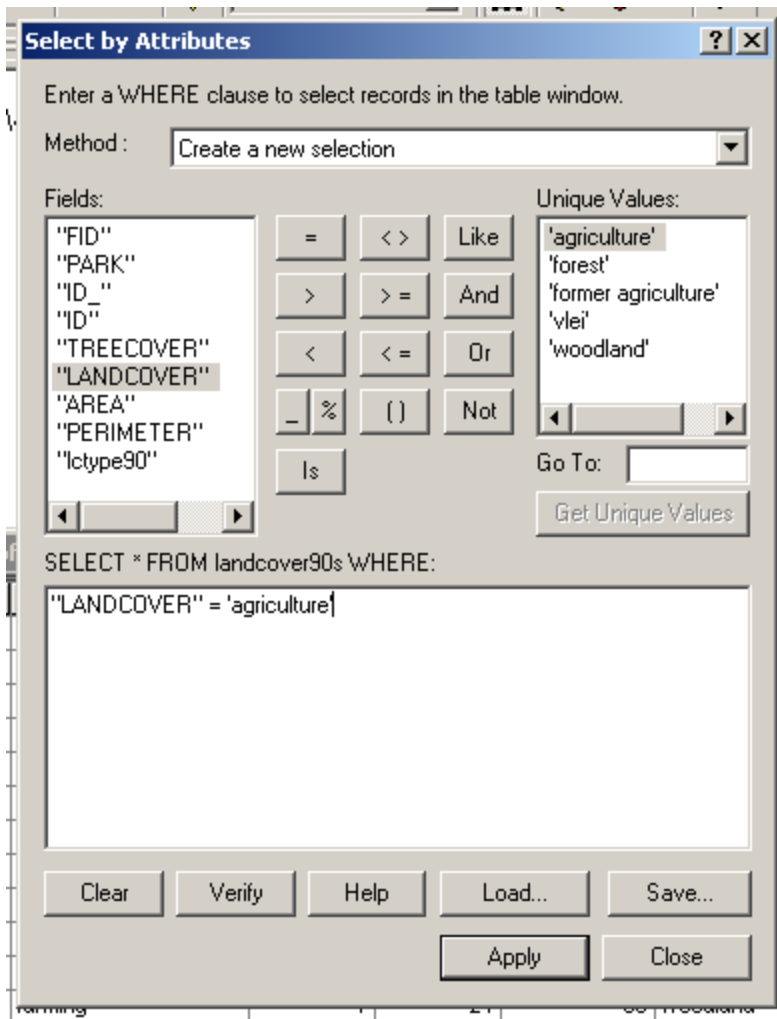 Select by Attributes
Enter a WHERE clause to select records in the table window.
Method :
Create a new selection
Fields:
"FID"
"PARK"
"ID_"
"ID"
"TREECOVER"
"LANDCOVER"
"AREA"
"PERIMETER"
"lctype90"
= < > Like
> > = And
< < = Or
_ % ( ) Not
Is
Unique Values:
'agriculture'
'forest'
'former agriculture'
'vlei'
'woodland'
Go To:
Get Unique Values
SELECT * FROM landcover90s WHERE:
"LANDCOVER" = 'agriculture'
Clear Verify Help Load... Save...
Apply Close